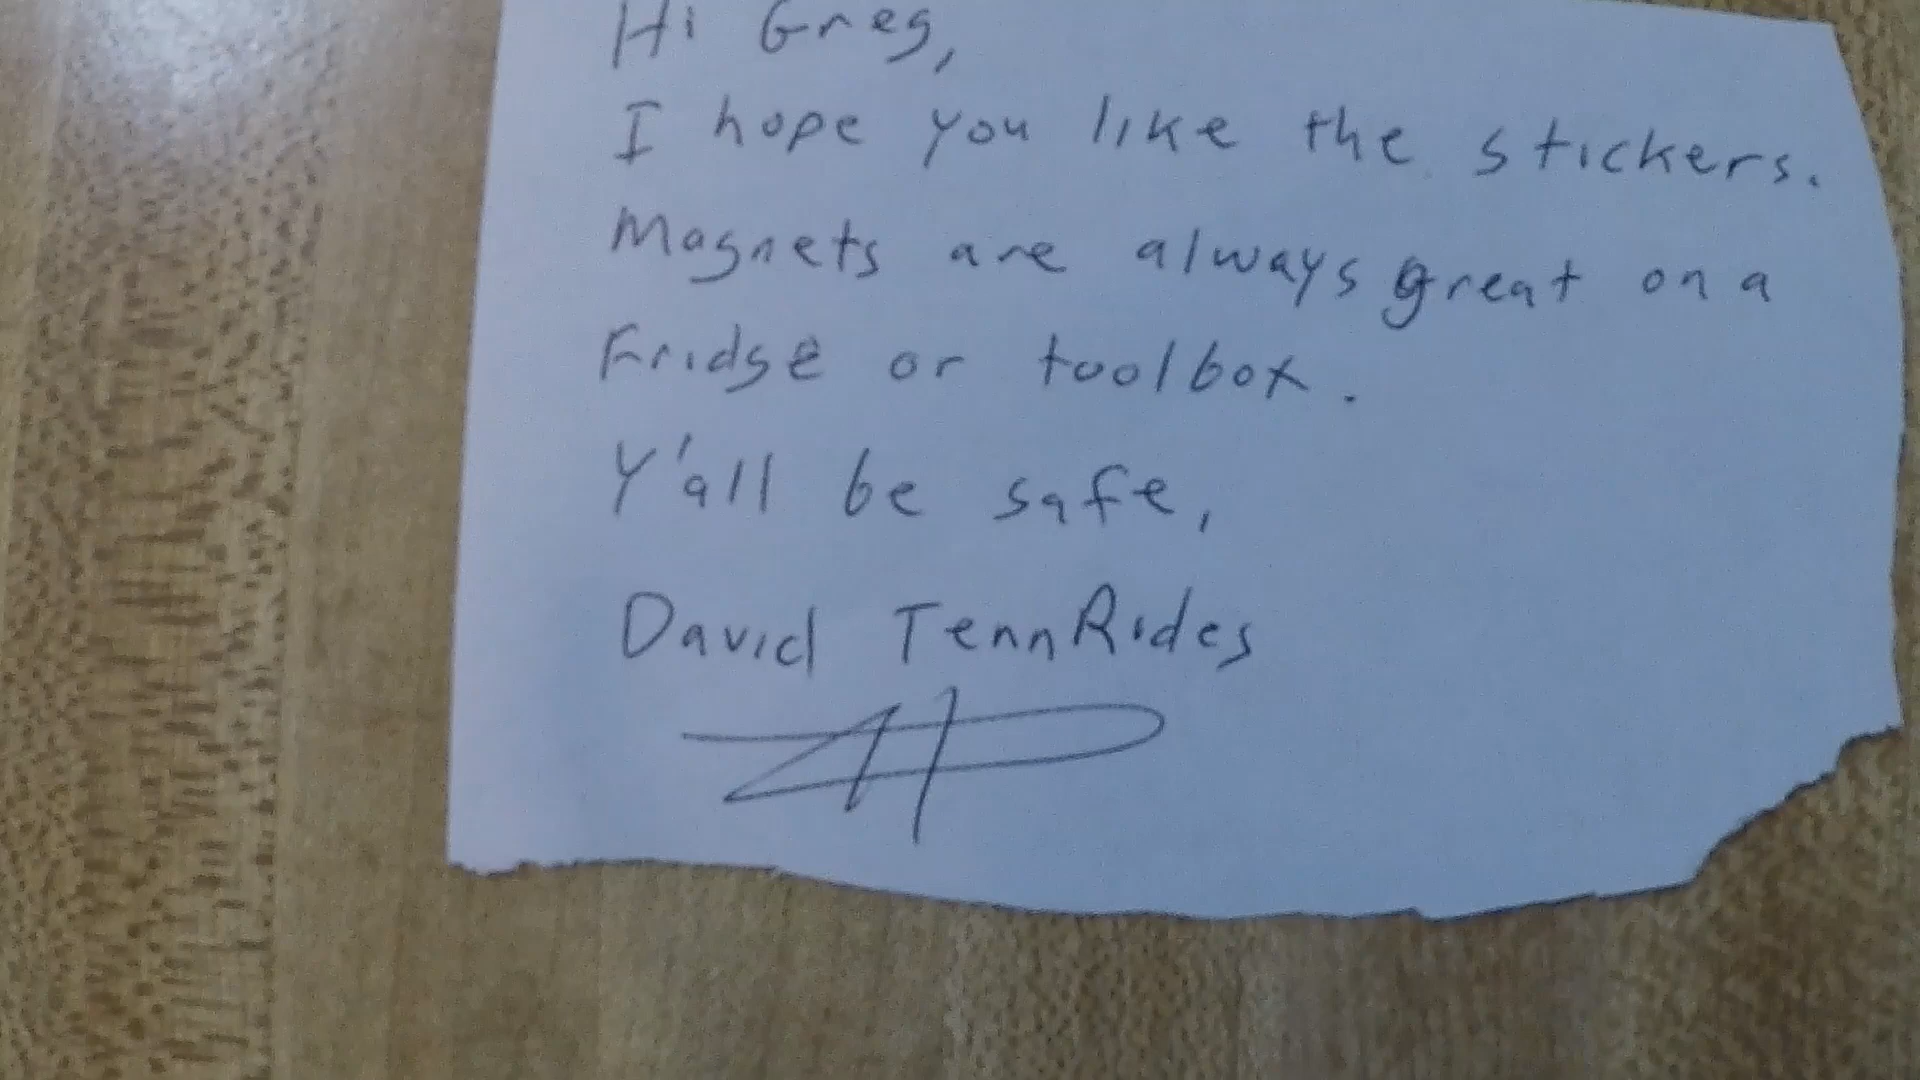 Hi Greg,
I hope you like the stickers.
Magnets are always great on a
Fridge or toolbox.
Y'all be safe,
David TennRides